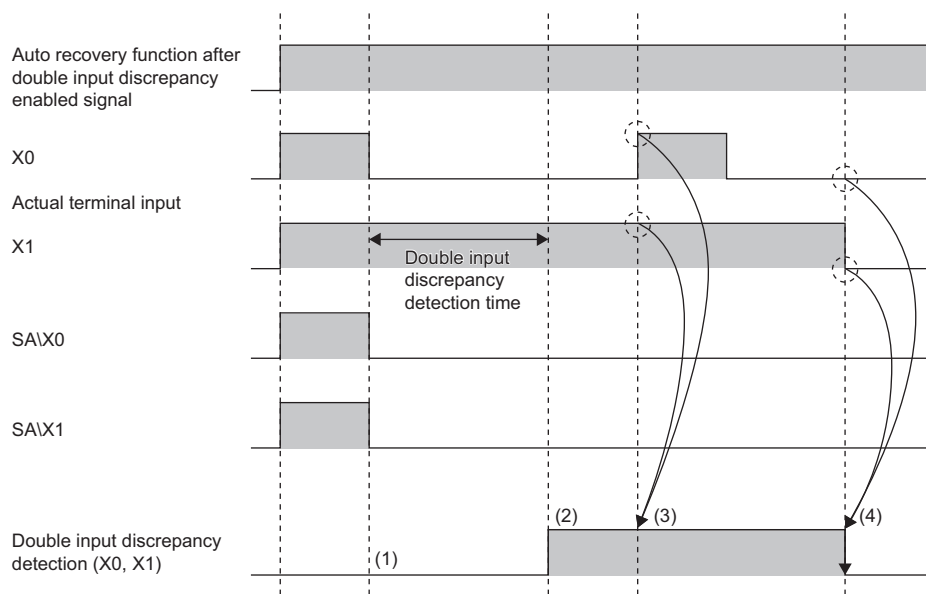 Auto recovery function after
double input discrepancy
enabled signal
X0
Actual terminal input
X1
Double input
discrepancy
detection time
SA\X0
SA\X1
(2)
(3)
(4)
Double input discrepancy
detection (X0, X1)
(1)